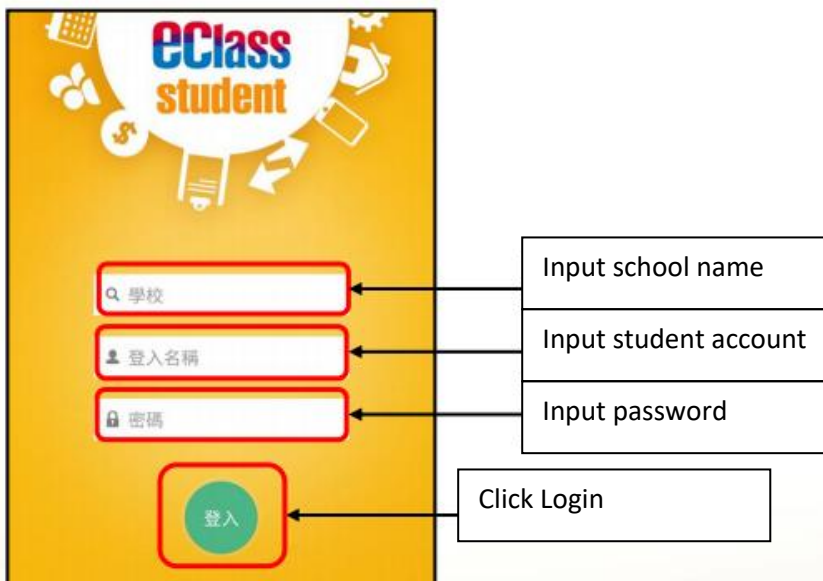 eClass
student
學校
Input school name
登入名稱
Input student account
密碼
Input password
登入
Click Login